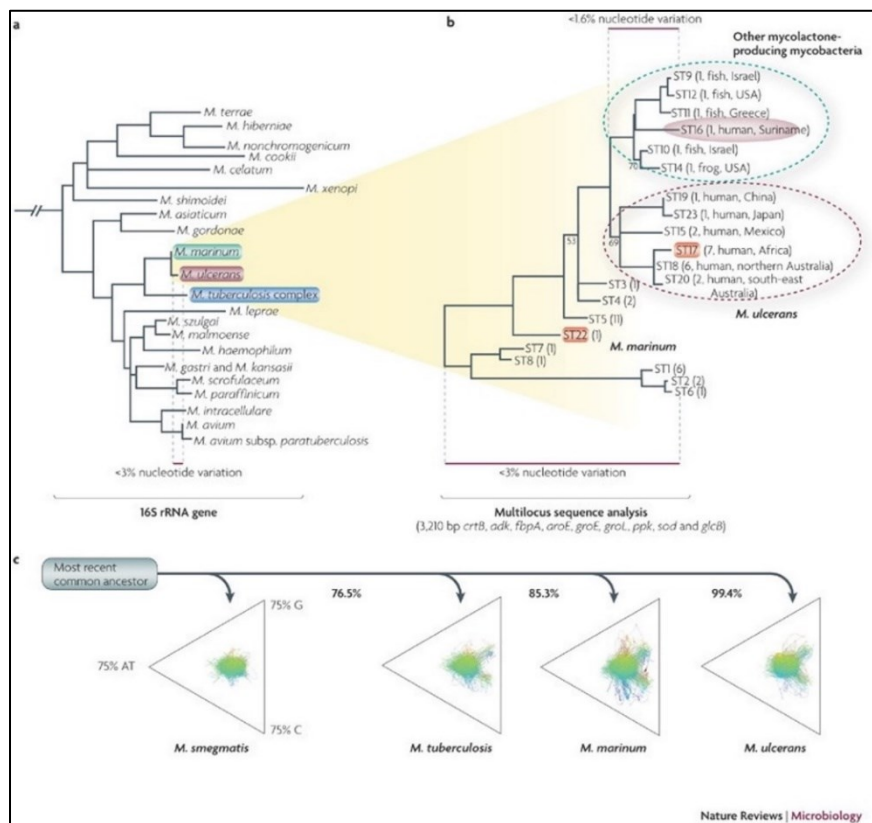 a
M. terrae
M. hiberniae
M. nonchromogenicum
M. cookii
M. celatum
M. xenopi
M. shimoidei
M. asiaticum
M. gordonae
M. marinum
M. ulcerans
M. tuberculosis complex
M. leprae
M. szulgai
M. malmoense
M. haemophilum
M. gastri and M. kansasii
M. scrofulaceum
M. paraffinicum
M. intracellulare
M. avium
M. avium subsp. paratuberculosis
<3% nucleotide variation
16S rRNA gene
b
<1.6% nucleotide variation
Other mycolactone-
producing mycobacteria
ST9 (1, fish, Israel)
ST12 (1, fish, USA)
ST11 (1, fish, Greece)
ST16 (1, human, Suriname)
ST10 (1, fish, Israel)
70
ST14 (1, frog, USA)
ST19 (1, human, China)
ST23 (1, human, Japan)
ST15 (2, human, Mexico)
53
69
ST17 (7, human, Africa)
ST18 (6, human, northern Australia)
ST20 (2, human, south-east
Australia)
M. ulcerans
ST3 (1)
ST4 (2)
ST5 (11)
ST22 (1)
M. marinum
ST7 (1)
ST8 (1)
ST1 (6)
ST2 (2)
ST6 (1)
<3% nucleotide variation
Multilocus sequence analysis
(3,210 bp crtB, adk, fbpA, aroE, groE, groL, ppk, sod and glcB)
c
Most recent
common ancestor
76.5%
85.3%
99.4%
75% G
75% AT
75% C
M. smegmatis
M. tuberculosis
M. marinum
M. ulcerans
Nature Reviews | Microbiology